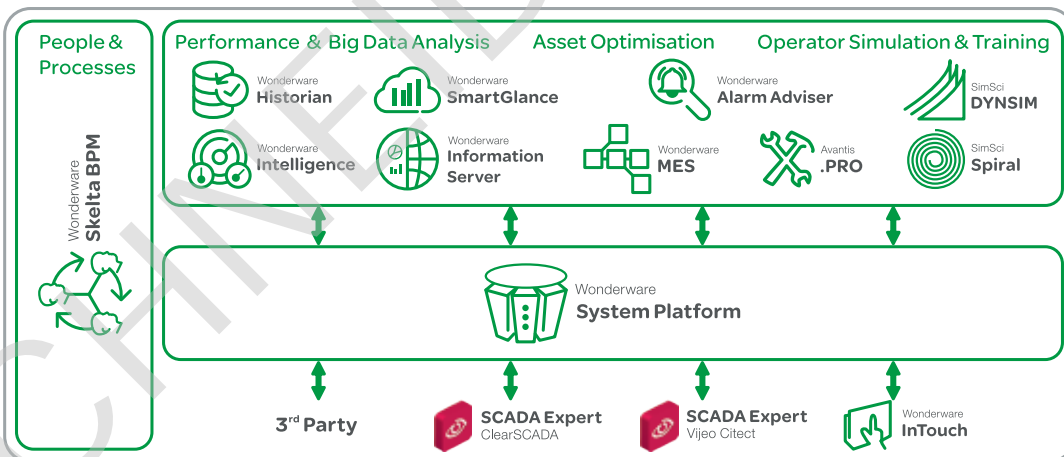 People &
Processes
Wonderware
Skelta BPM
Performance & Big Data Analysis
Asset Optimisation
Operator Simulation & Training
Wonderware
Historian
Wonderware
SmartGlance
Wonderware
Alarm Adviser
SimSci
DYNSIM
Wonderware
Intelligence
Wonderware
Information
Server
Wonderware
MES
Avantis
.PRO
SimSci
Spiral
Wonderware
System Platform
3rd Party
SCADA Expert
ClearSCADA
SCADA Expert
Vijeo Citect
Wonderware
InTouch